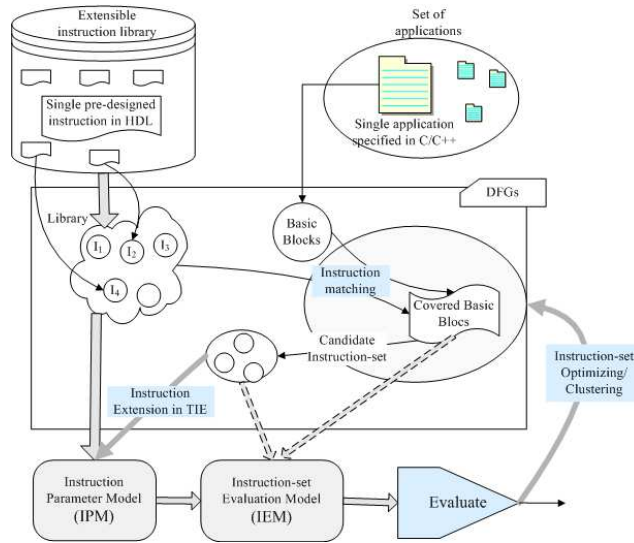 Extensible
instruction library
Single pre-designed
instruction in HDL
Set of
applications
Single application
specified in C/C++
DFGs
Library
I1
I2
I3
I4
Basic
Blocks
Instruction
matching
Covered Basic
Blocs
Candidate
Instruction-set
Instruction
Extension in TIE
Instruction-set
Optimizing/
Clustering
Instruction
Parameter Model
(IPM)
Instruction-set
Evaluation Model
(IEM)
Evaluate